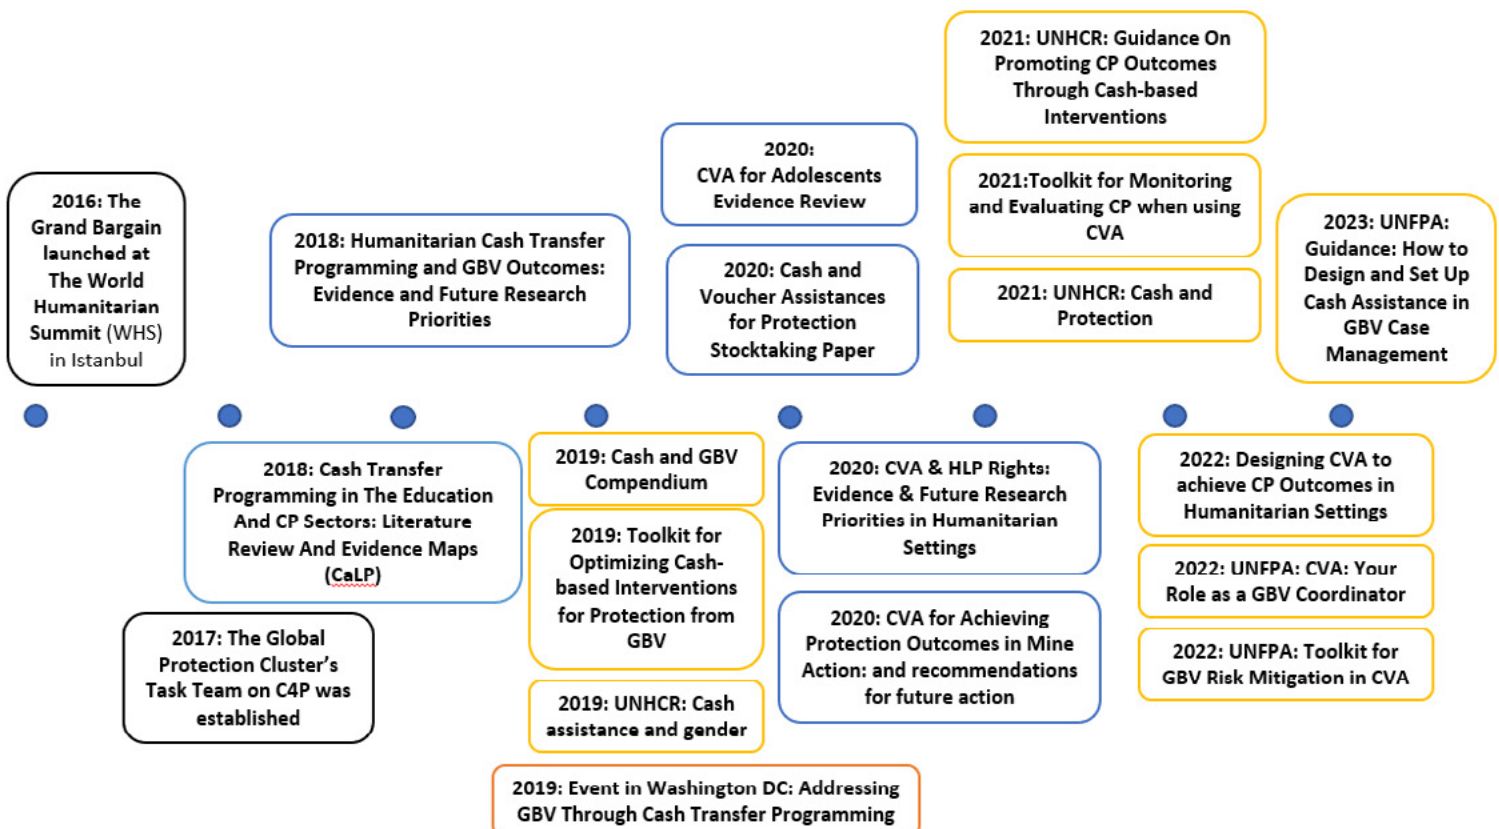 2016: The
Grand Bargain
launched at
The World
Humanitarian
Summit (WHS)
in Istanbul
2017: The Global
Protection Cluster's
Task Team on C4P was
established
2018: Humanitarian Cash Transfer
Programming and GBV Outcomes:
Evidence and Future Research
Priorities
2018: Cash Transfer
Programming in The Education
And CP Sectors: Literature
Review And Evidence Maps
(CaLP)
2019: Cash and GBV
Compendium
2019: Toolkit for
Optimizing Cash-
based Interventions
for Protection from
GBV
2019: UNHCR: Cash
assistance and gender
2019: Event in Washington DC: Addressing
GBV Through Cash Transfer Programming
2020:
CVA for Adolescents
Evidence Review
2020: Cash and
Voucher Assistances
for Protection
Stocktaking Paper
2020: CVA & HLP Rights:
Evidence & Future Research
Priorities in Humanitarian
Settings
2020: CVA for Achieving
Protection Outcomes in Mine
Action: and recommendations
for future action
2021: UNHCR: Guidance On
Promoting CP Outcomes
Through Cash-based
Interventions
2021:Toolkit for Monitoring
and Evaluating CP when using
CVA
2021: UNHCR: Cash and
Protection
2022: Designing CVA to
achieve CP Outcomes in
Humanitarian Settings
2022: UNFPA: CVA: Your
Role as a GBV Coordinator
2022: UNFPA: Toolkit for
GBV Risk Mitigation in CVA
2023: UNFPA:
Guidance: How to
Design and Set Up
Cash Assistance in
GBV Case
Management